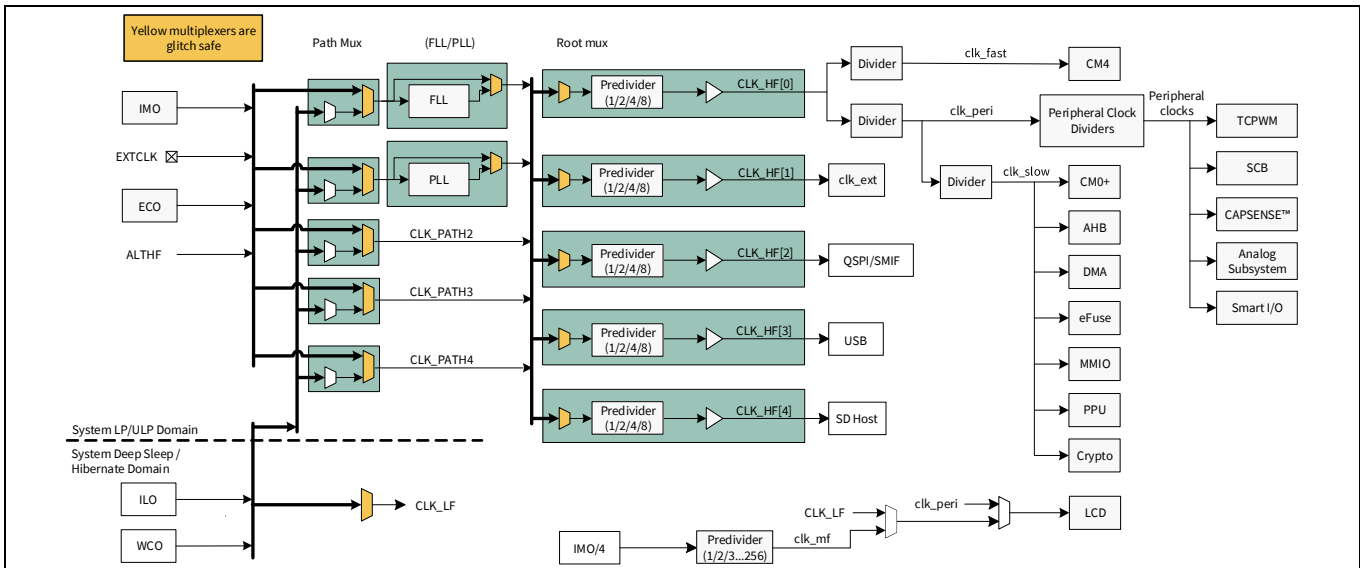 Yellow multiplexers are
glitch safe
Path Mux
(FLL/PLL)
Root mux
IMO
EXTCLK
ECO
ALTHF
FLL
PLL
CLK_PATH2
CLK_PATH3
CLK_PATH4
Predivider
(1/2/4/8)
CLK_HF[0]
Predivider
(1/2/4/8)
CLK_HF[1]
clk_ext
Predivider
(1/2/4/8)
CLK_HF[2]
QSPI/SMIF
Predivider
(1/2/4/8)
CLK_HF[3]
USB
Predivider
(1/2/4/8)
CLK_HF[4]
SD Host
Divider
clk_fast
CM4
Divider
clk_peri
Peripheral Clock
Dividers
Peripheral
clocks
TCPWM
SCB
CAPSENSE™
Analog
Subsystem
Smart I/O
Divider
clk_slow
CM0+
AHB
DMA
eFuse
MMIO
PPU
Crypto
System LP/ULP Domain
System Deep Sleep /
Hibernate Domain
ILO
WCO
CLK_LF
IMO/4
Predivider
(1/2/3...256)
clk_mf
CLK_LF
clk_peri
LCD